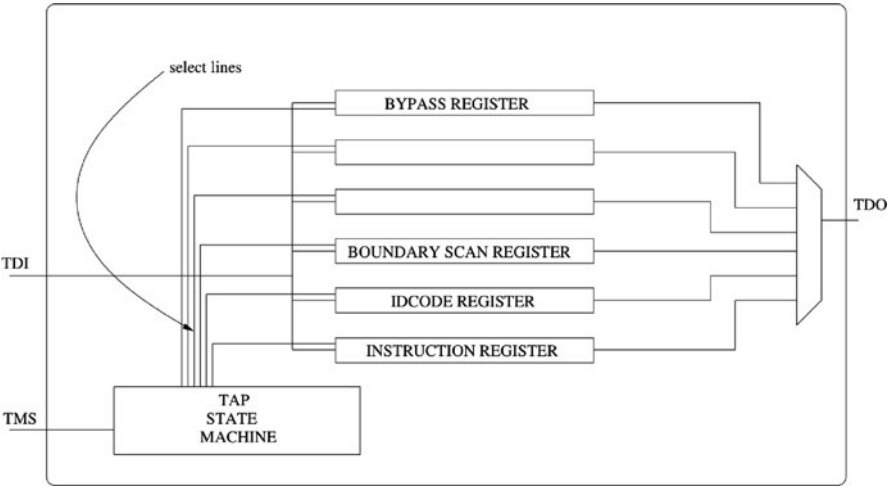 select lines
BYPASS REGISTER
TDO
BOUNDARY SCAN REGISTER
TDI
IDCODE REGISTER
INSTRUCTION REGISTER
TAP
STATE
MACHINE
TMS